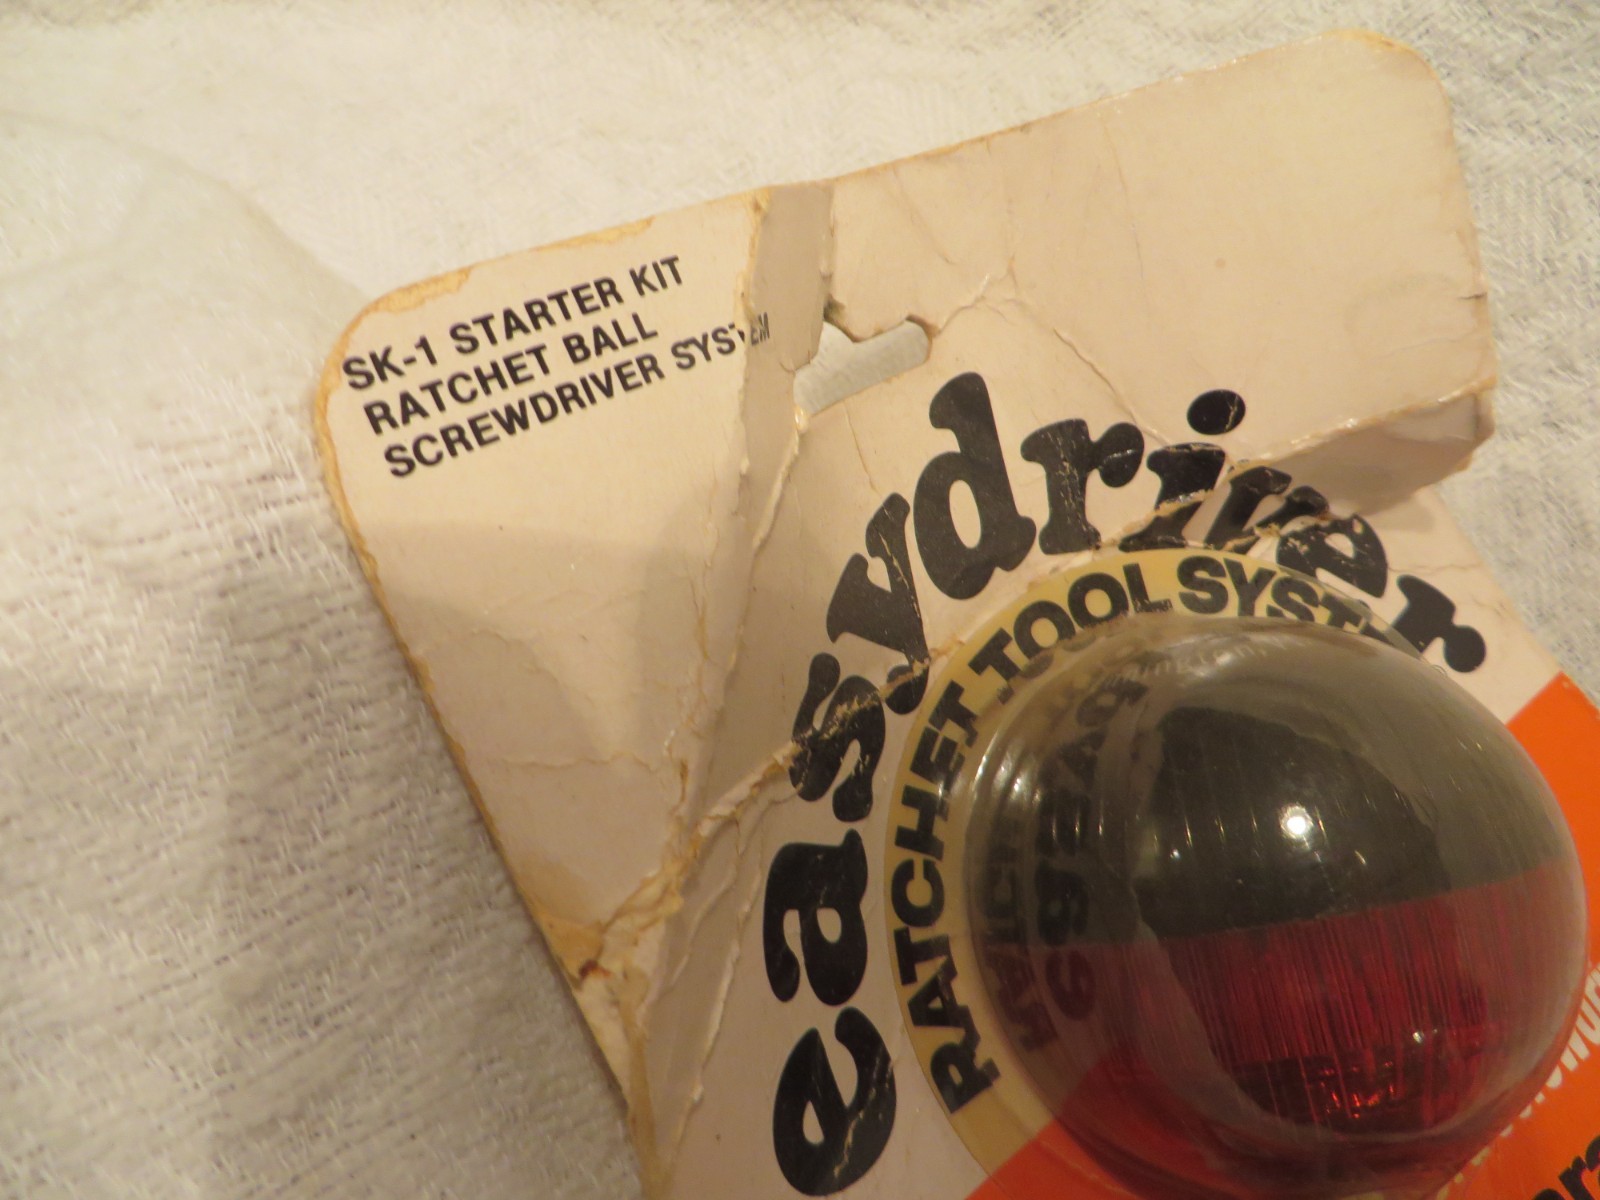 SK-1 STARTER KIT
RATCHET BALL
SCREWDRIVER SYSTEM
easydriver
RATCHET TOOL SYSTEM